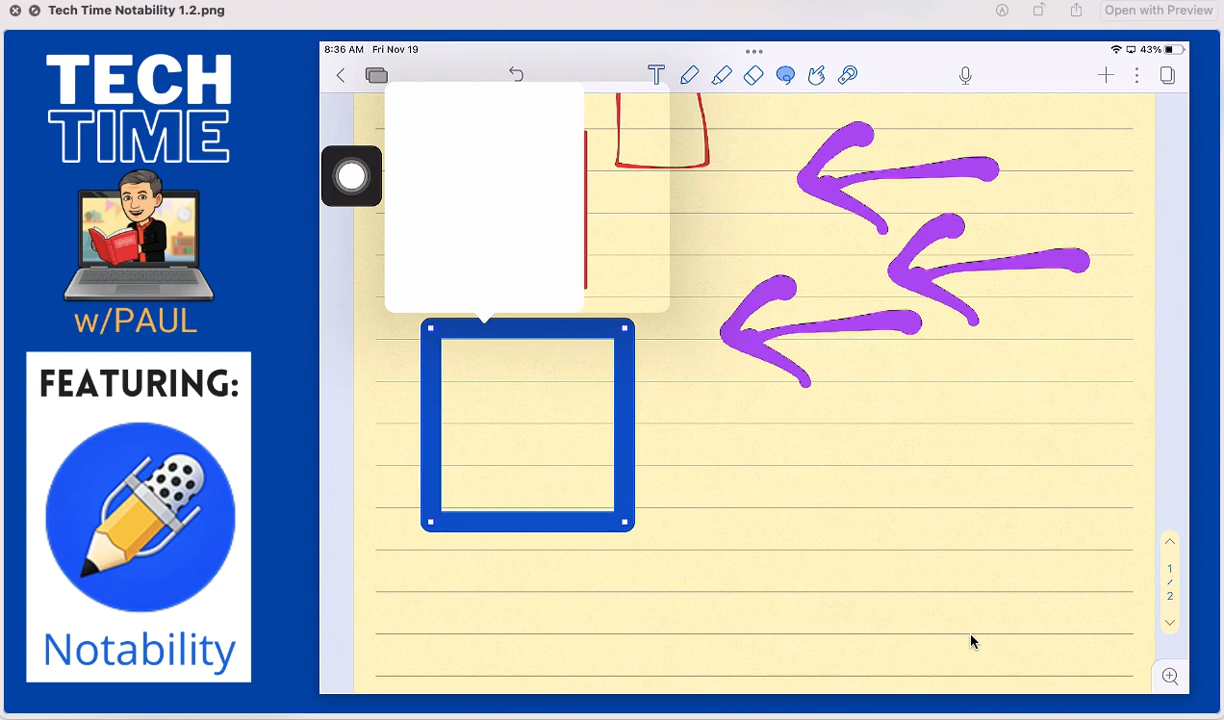 Tech Time Notability 1.2.png
Open with Preview
TECH
TIME
w/PAUL
FEATURING:
Notability
8:36 AM Fri Nov 19
43%
T
1
/
2